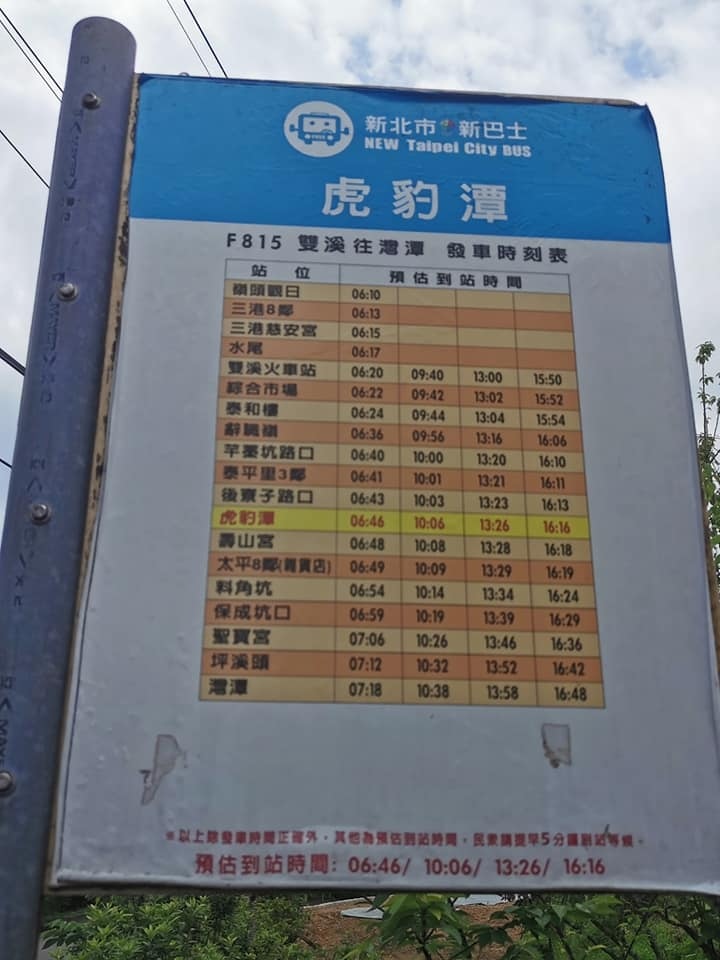 新北市 新巴士
NEW Taipei City BUS
虎豹潭
F815 雙溪往灣潭 發車時刻表
站位 預估到站時間
嶺頭觀日 06:10
三港8鄰 06:13
三港慈安宮 06:15
水尾 06:17
雙溪火車站 06:20 09:40 13:00 15:50
綜合市場 06:22 09:42 13:02 15:52
泰和樓 06:24 09:44 13:04 15:54
辭職嶺 06:36 09:56 13:16 16:06
芋蓁坑路口 06:40 10:00 13:20 16:10
泰平里3鄰 06:41 10:01 13:21 16:11
後寮子路口 06:43 10:03 13:23 16:13
虎豹潭 06:46 10:06 13:26 16:16
壽山宮 06:48 10:08 13:28 16:18
太平8鄰(雜貨店) 06:49 10:09 13:29 16:19
料角坑 06:54 10:14 13:34 16:24
保成坑口 06:59 10:19 13:39 16:29
聖寶宮 07:06 10:26 13:46 16:36
坪溪頭 07:12 10:32 13:52 16:42
灣潭 07:18 10:38 13:58 16:48
※以上除發車時間正確外，其他為預估到站時間，民眾請提早5分鐘到站等候。
預估到站時間: 06:46/ 10:06/ 13:26/ 16:16